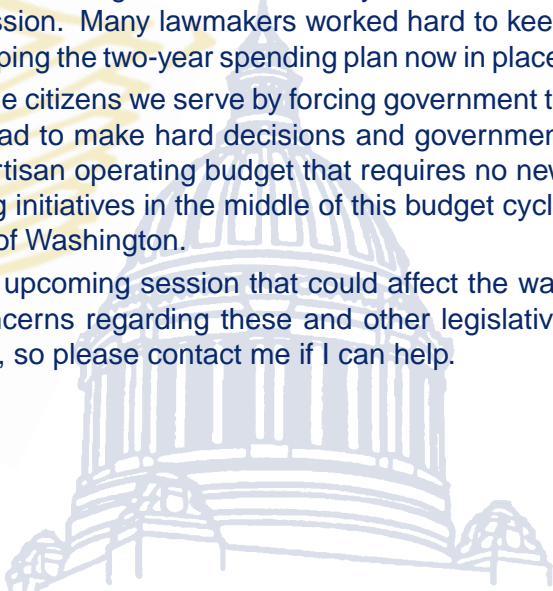 ssion. Many lawmakers worked hard to kee
ping the two-year spending plan now in place
e citizens we serve by forcing government t
ad to make hard decisions and governmen
rtisan operating budget that requires no new
g initiatives in the middle of this budget cycl
of Washington.
upcoming session that could affect the wa
ncerns regarding these and other legislativ
, so please contact me if I can help.